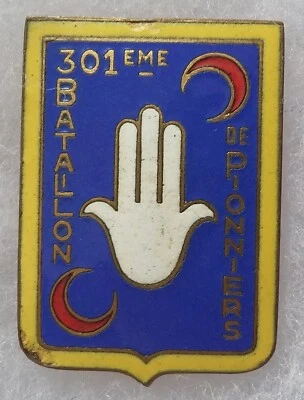 301EME
BATAILLON
DE PIONNIERS